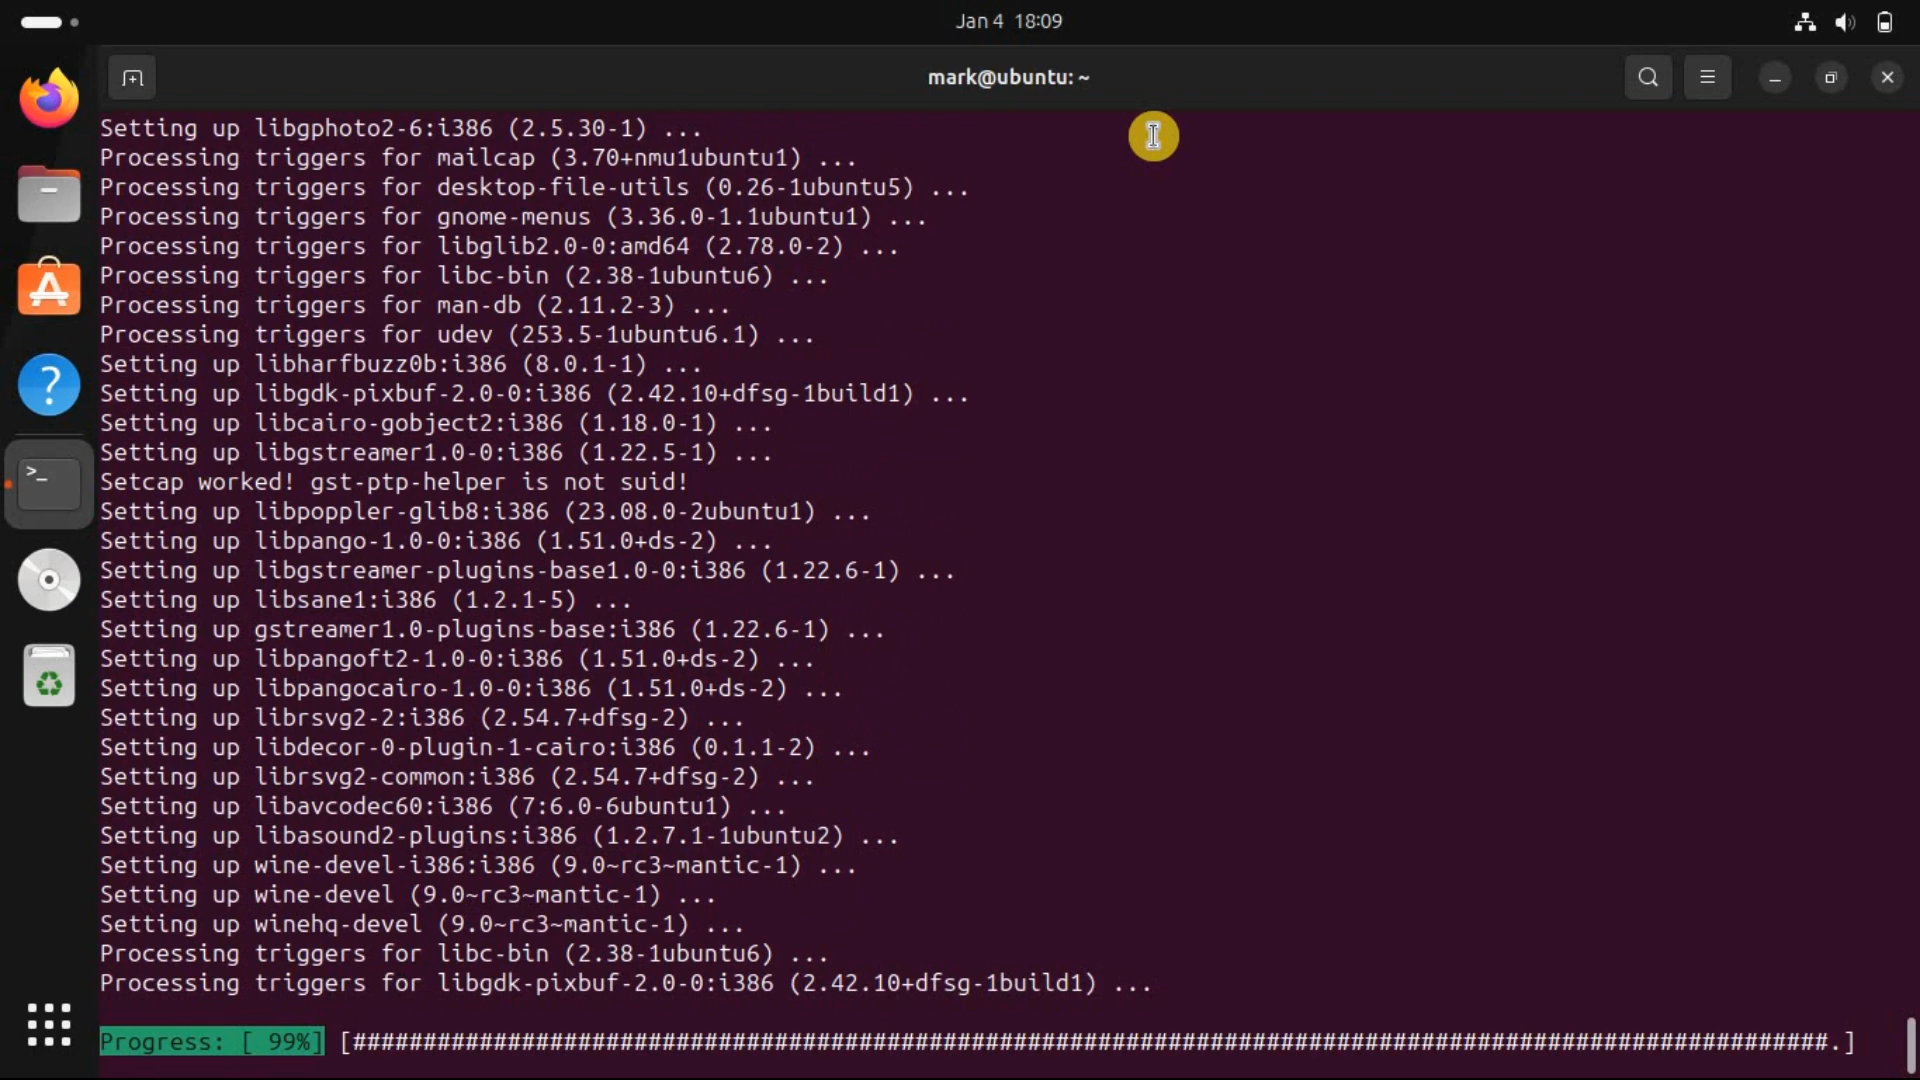 Jan 4 18:09
mark@ubuntu: ~
Setting up libgphoto2-6:i386 (2.5.30-1) ...
Processing triggers for mailcap (3.70+nmu1ubuntu1) ...
Processing triggers for desktop-file-utils (0.26-1ubuntu5) ...
Processing triggers for gnome-menus (3.36.0-1.1ubuntu1) ...
Processing triggers for libglib2.0-0:amd64 (2.78.0-2) ...
Processing triggers for libc-bin (2.38-1ubuntu6) ...
Processing triggers for man-db (2.11.2-3) ...
Processing triggers for udev (253.5-1ubuntu6.1) ...
Setting up libharfbuzz0b:i386 (8.0.1-1) ...
Setting up libgdk-pixbuf-2.0-0:i386 (2.42.10+dfsg-1build1) ...
Setting up libcairo-gobject2:i386 (1.18.0-1) ...
Setting up libgstreamer1.0-0:i386 (1.22.5-1) ...
Setcap worked! gst-ptp-helper is not suid!
Setting up libpoppler-glib8:i386 (23.08.0-2ubuntu1) ...
Setting up libpango-1.0-0:i386 (1.51.0+ds-2) ...
Setting up libgstreamer-plugins-base1.0-0:i386 (1.22.6-1) ...
Setting up libsane1:i386 (1.2.1-5) ...
Setting up gstreamer1.0-plugins-base:i386 (1.22.6-1) ...
Setting up libpangoft2-1.0-0:i386 (1.51.0+ds-2) ...
Setting up libpangocairo-1.0-0:i386 (1.51.0+ds-2) ...
Setting up librsvg2-2:i386 (2.54.7+dfsg-2) ...
Setting up libdecor-0-plugin-1-cairo:i386 (0.1.1-2) ...
Setting up librsvg2-common:i386 (2.54.7+dfsg-2) ...
Setting up libavcodec60:i386 (7:6.0-6ubuntu1) ...
Setting up libasound2-plugins:i386 (1.2.7.1-1ubuntu2) ...
Setting up wine-devel-i386:i386 (9.0~rc3~mantic-1) ...
Setting up wine-devel (9.0~rc3~mantic-1) ...
Setting up winehq-devel (9.0~rc3~mantic-1) ...
Processing triggers for libc-bin (2.38-1ubuntu6) ...
Processing triggers for libgdk-pixbuf-2.0-0:i386 (2.42.10+dfsg-1build1) ...
Progress: [ 99%] [#########################################################################################################.]